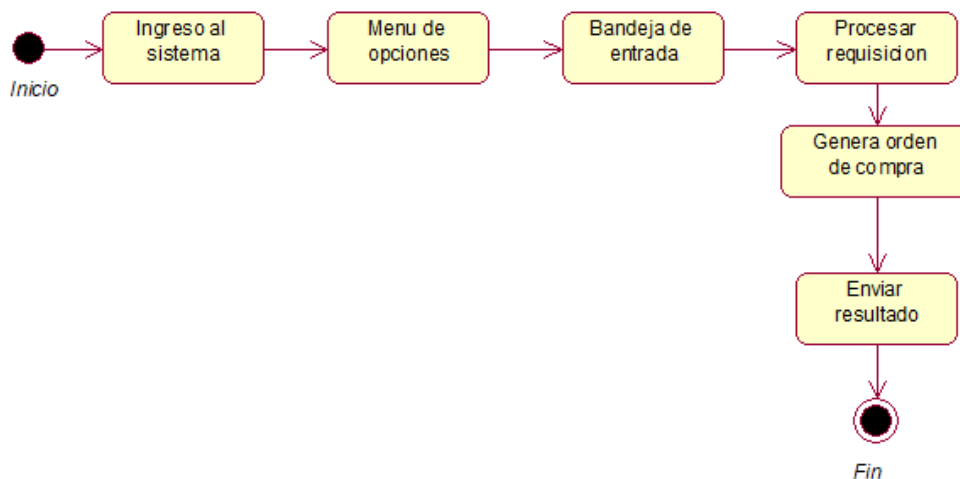 Ingreso al
sistema
Menu de
opciones
Bandeja de
entrada
Procesar
requisicion
Inicio
Genera orden
de compra
Enviar
resultado
Fin